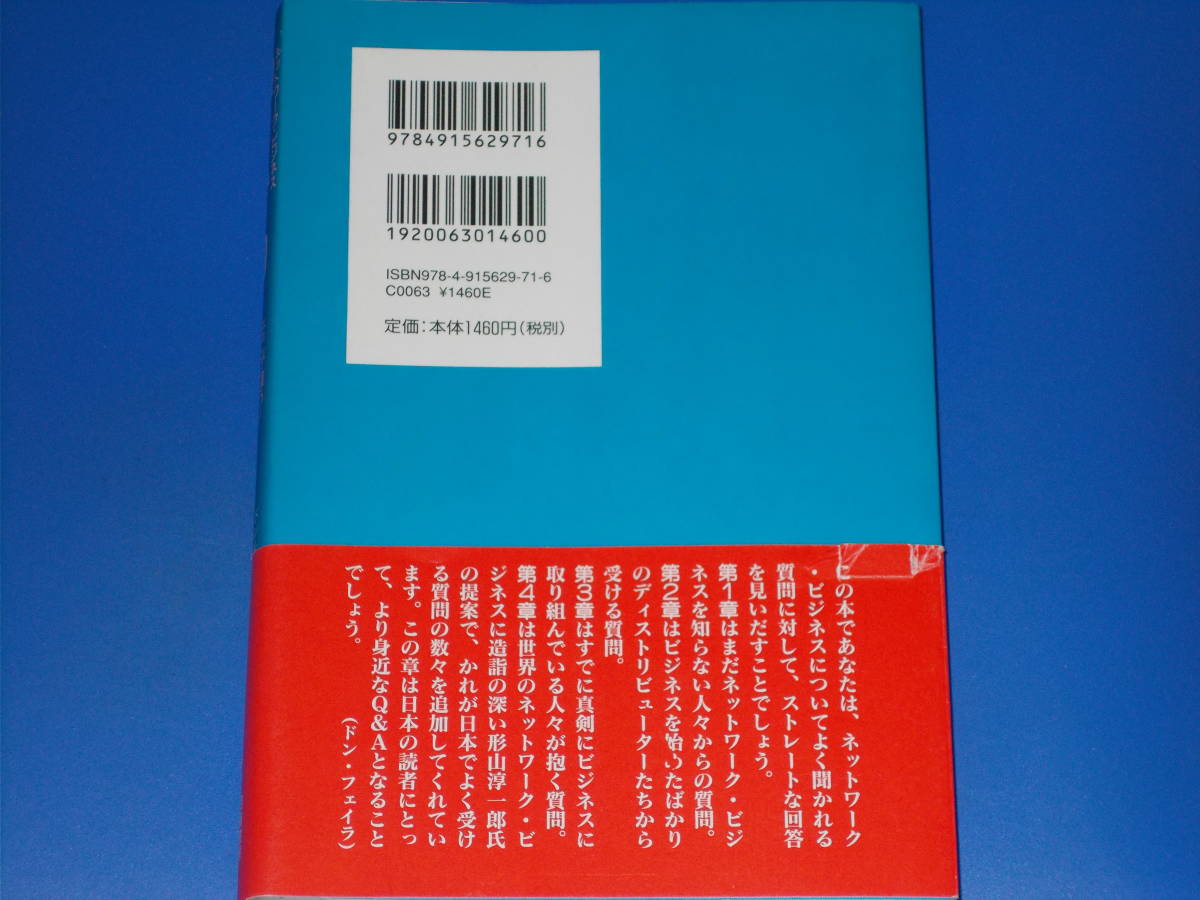 9784915629716
1920063014600
ISBN978-4-915629-71-6
C0063 ¥1460E
定価：本体1460円（税別）
この本であなたは、ネットワーク
・ビジネスについてよく聞かれる
質問に対して、ストレートな回答
を見いだすことでしょう。
第1章はまだネットワーク・ビジ
ネスを知らない人々からの質問。
第2章はビジネスを始めたばかり
のディストリビューターたちから
受ける質問。
第3章はすでに真剣にビジネスに
取り組んでいる人々が抱く質問。
第4章は世界のネットワーク・ビ
ジネスに造詣の深い形山淳一郎氏
の提案で、かれが日本でよく受け
る質問の数々を追加してくれてい
ます。この章は日本の読者にとっ
て、より身近なQ&Aとなること
でしょう。
（ドン・フェイラ）